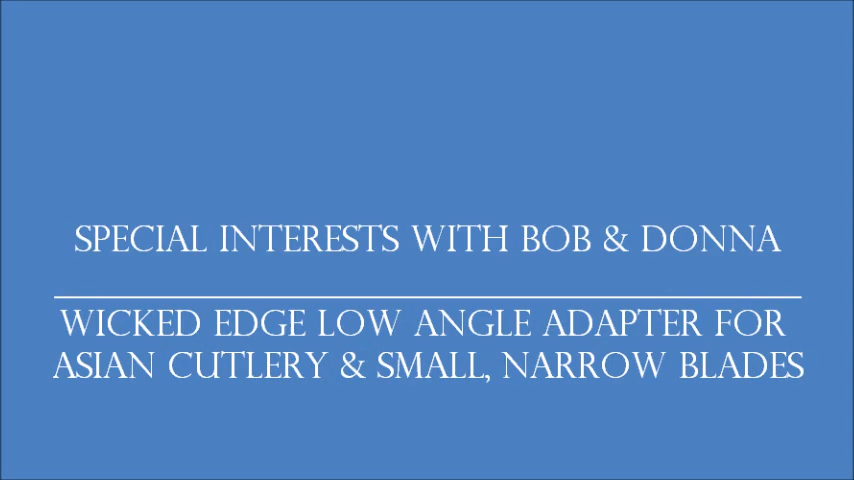 SPECIAL INTERESTS WITH BOB & DONNA
WICKED EDGE LOW ANGLE ADAPTER FOR
ASIAN CUTLERY & SMALL, NARROW BLADES